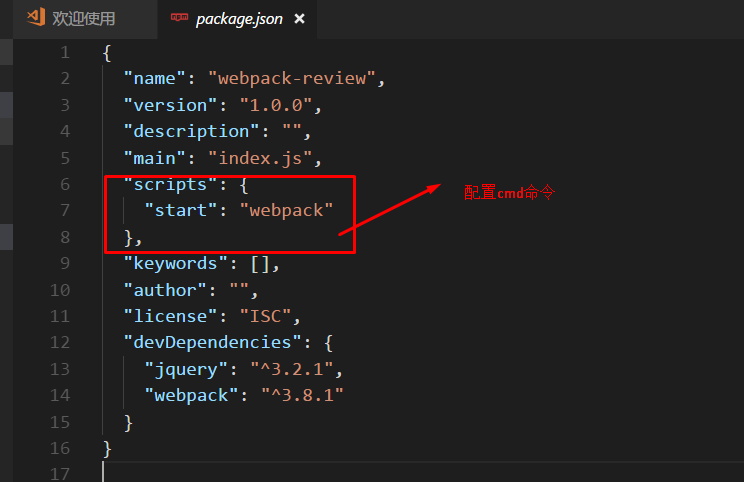 欢迎使用 package.json ×
1 {
2 "name": "webpack-review",
3 "version": "1.0.0",
4 "description": "",
5 "main": "index.js",
6 "scripts": {
7 "start": "webpack"
8 },
9 "keywords": [],
10 "author": "",
11 "license": "ISC",
12 "devDependencies": {
13 "jquery": "^3.2.1",
14 "webpack": "^3.8.1"
15 }
16 }
17
配置cmd命令